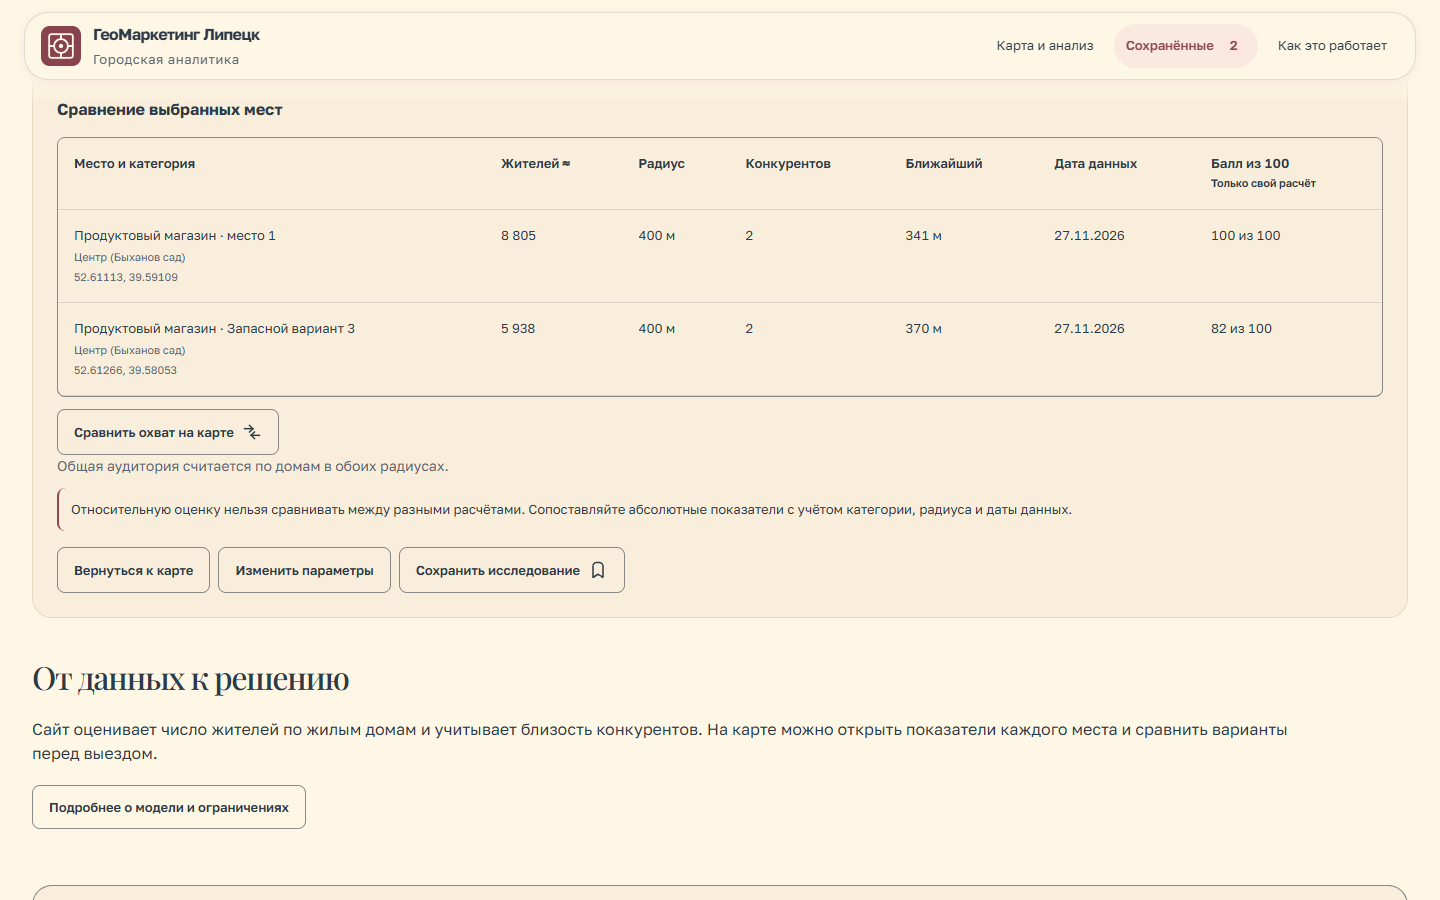 ГеоМаркетинг Липецк
Городская аналитика
Карта и анализ
Сохранённые 2
Как это работает
Сравнение выбранных мест
Место и категория
Жителей ≈
Радиус
Конкурентов
Ближайший
Дата данных
Балл из 100
Только свой расчёт
Продуктовый магазин · место 1
Центр (Быханов сад)
52.61113, 39.59109
8 805
400 м
2
341 м
27.11.2026
100 из 100
Продуктовый магазин · Запасной вариант 3
Центр (Быханов сад)
52.61266, 39.58053
5 938
400 м
2
370 м
27.11.2026
82 из 100
Сравнить охват на карте
Общая аудитория считается по домам в обоих радиусах.
Относительную оценку нельзя сравнивать между разными расчётами. Сопоставляйте абсолютные показатели с учётом категории, радиуса и даты данных.
Вернуться к карте
Изменить параметры
Сохранить исследование
От данных к решению
Сайт оценивает число жителей по жилым домам и учитывает близость конкурентов. На карте можно открыть показатели каждого места и сравнить варианты
перед выездом.
Подробнее о модели и ограничениях